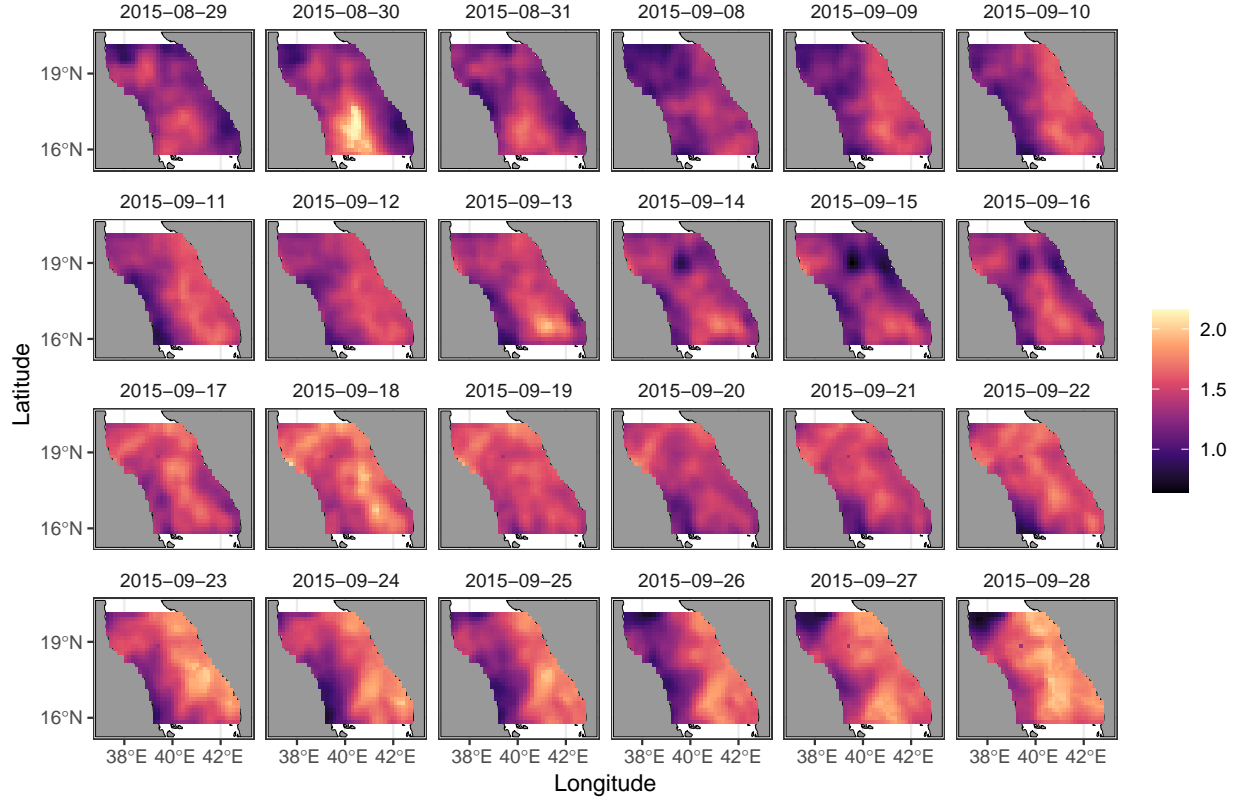 2015−08−29 2015−08−30 2015−08−31 2015−09−08 2015−09−09 2015−09−10
19°N
16°N
2015−09−11 2015−09−12 2015−09−13 2015−09−14 2015−09−15 2015−09−16
19°N
16°N
2.0
1.5
1.0
Latitude
2015−09−17 2015−09−18 2015−09−19 2015−09−20 2015−09−21 2015−09−22
19°N
16°N
2015−09−23 2015−09−24 2015−09−25 2015−09−26 2015−09−27 2015−09−28
19°N
16°N
38°E 40°E 42°E 38°E 40°E 42°E 38°E 40°E 42°E 38°E 40°E 42°E 38°E 40°E 42°E 38°E 40°E 42°E
Longitude